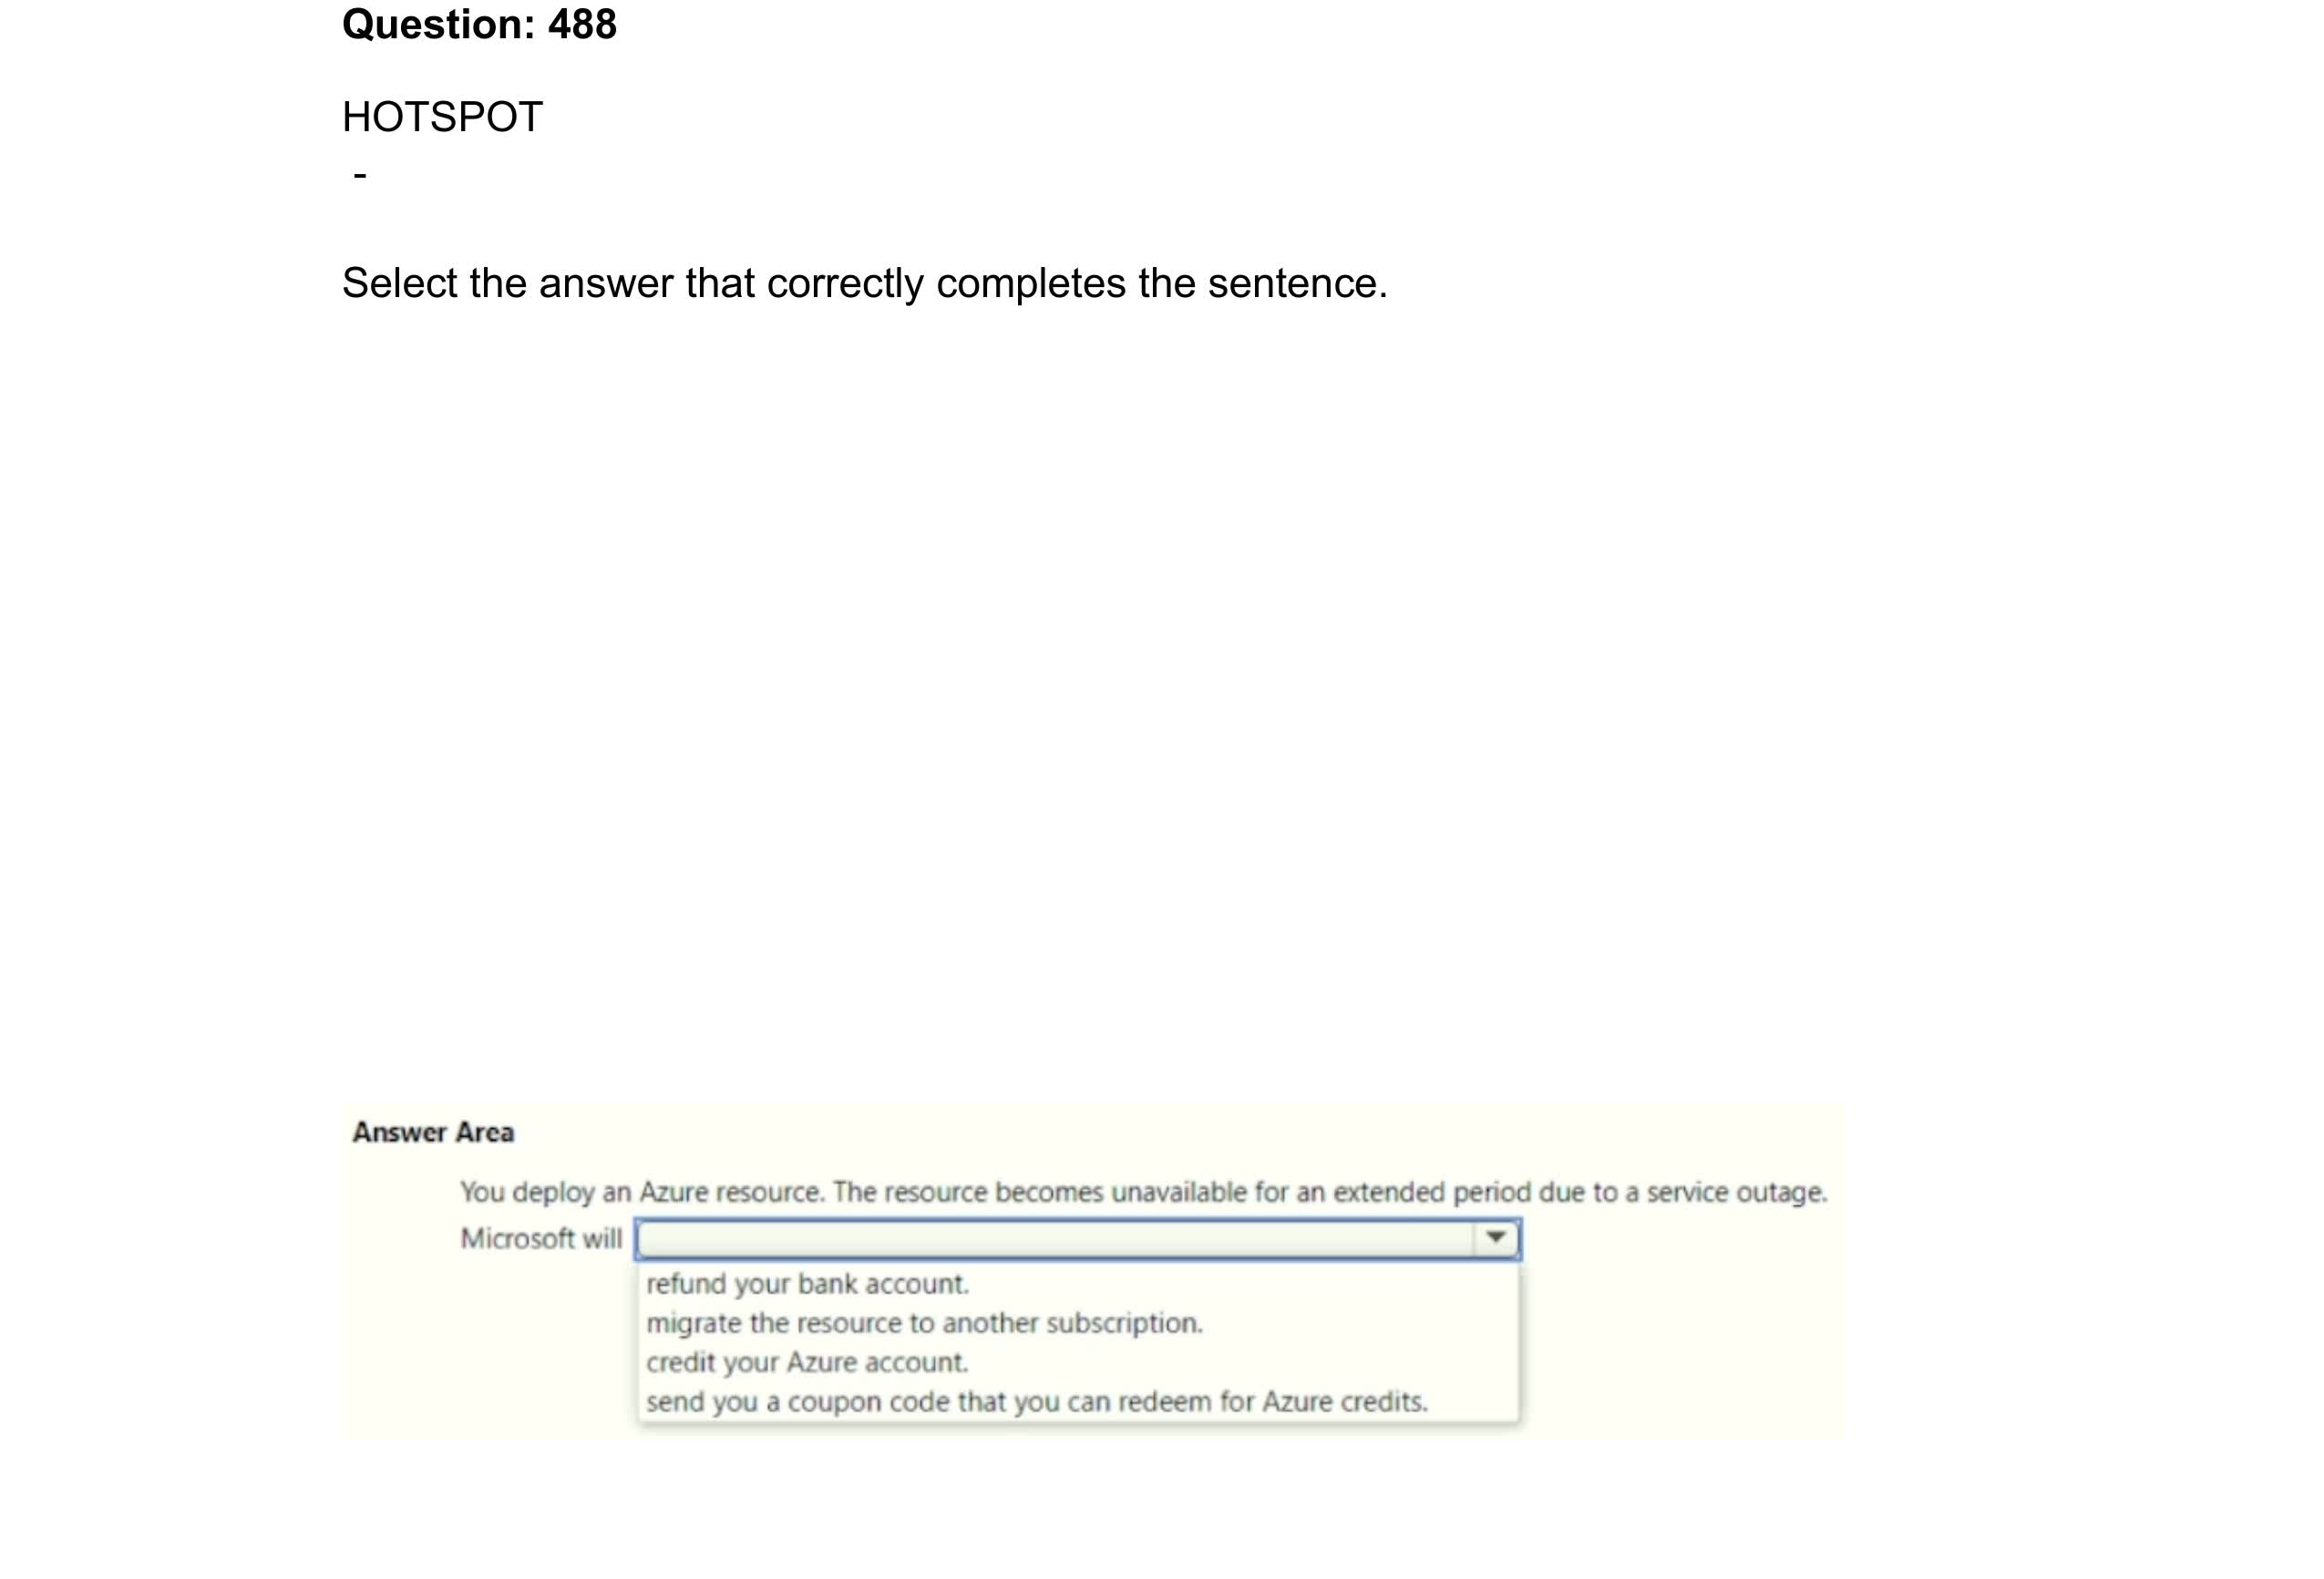 Question: 488
HOTSPOT
-
Select the answer that correctly completes the sentence.
Answer Area
You deploy an Azure resource. The resource becomes unavailable for an extended period due to a service outage.
Microsoft will
refund your bank account.
migrate the resource to another subscription.
credit your Azure account.
send you a coupon code that you can redeem for Azure credits.